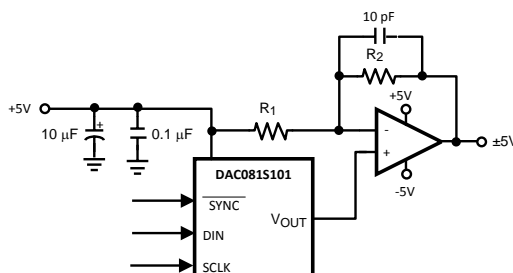 10 pF
R2
+5V
R1
+5V
10 μF
+
0.1 μF
-
+
±5V
-5V
DAC081S101
SYNC
VOUT
DIN
SCLK